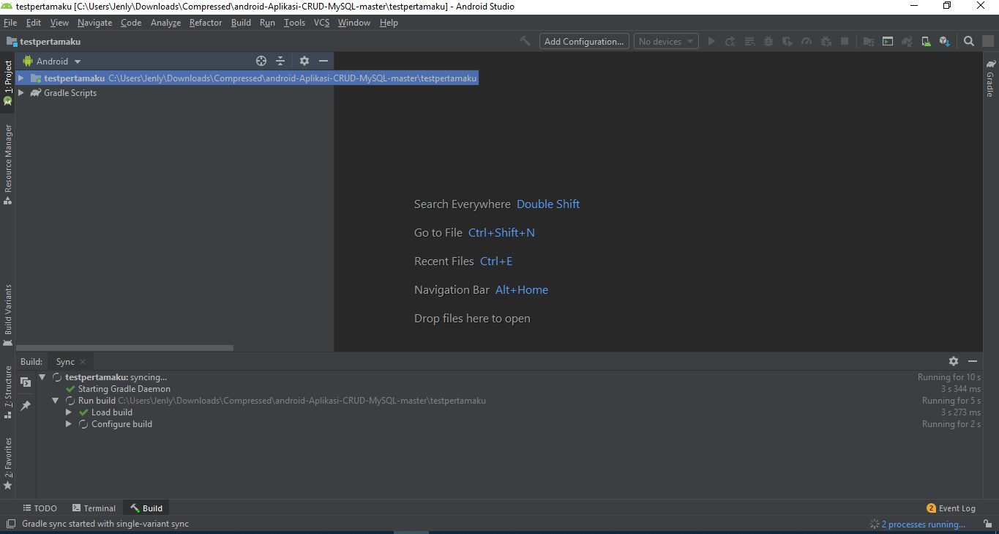 testpertamaku [C:\Users\Jenly\Downloads\Compressed\android-Aplikasi-CRUD-MySQL-master\testpertamaku] - Android Studio
File Edit View Navigate Code Analyze Refactor Build Run Tools VCS Window Help
testpertamaku
Add Configuration...
No devices
1: Project
Resource Manager
Build Variants
7: Structure
2: Favorites
Android
testpertamaku C:\Users\Jenly\Downloads\Compressed\android-Aplikasi-CRUD-MySQL-master\testpertamaku
Gradle Scripts
Search Everywhere Double Shift
Go to File Ctrl+Shift+N
Recent Files Ctrl+E
Navigation Bar Alt+Home
Drop files here to open
Gradle
Build: Sync
testpertamaku: syncing... Running for 10 s
Starting Gradle Daemon 3 s 344 ms
Run build C:\Users\Jenly\Downloads\Compressed\android-Aplikasi-CRUD-MySQL-master\testpertamaku Running for 5 s
Load build 3 s 273 ms
Configure build Running for 2 s
TODO Terminal Build 2 Event Log
Gradle sync started with single-variant sync 2 processes running...